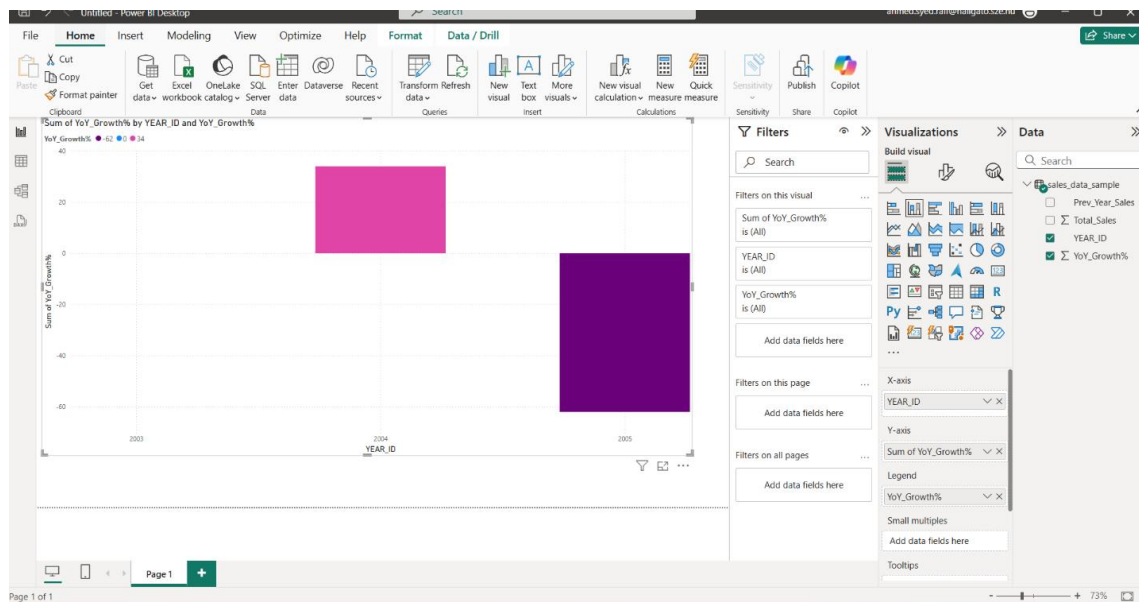 Untitled - Power BI Desktop
Search
File Home Insert Modeling View Optimize Help Format Data / Drill
Share
Paste
Cut
Copy
Format painter
Get data
Excel workbook
OneLake catalog
SQL Server
Enter data
Dataverse
Recent sources
Transform data
Refresh
New visual
Text box
More visuals
New visual calculation
New measure
Quick measure
Sensitivity
Publish
Copilot
Clipboard Data Queries Insert Calculations Sensitivity Share Copilot
Sum of YoY_Growth% by YEAR_ID and YoY_Growth%
YoY_Growth% -62 0 34
40
20
0
-20
-40
-60
Sum of YoY_Growth%
2003 2004 2005
YEAR_ID
Filters
Search
Filters on this visual
Sum of YoY_Growth%
is (All)
YEAR_ID
is (All)
YoY_Growth%
is (All)
Add data fields here
Filters on this page
Add data fields here
Filters on all pages
Add data fields here
Visualizations
Build visual
R
Py
X-axis
YEAR_ID
Y-axis
Sum of YoY_Growth%
Legend
YoY_Growth%
Small multiples
Add data fields here
Tooltips
Data
Search
sales_data_sample
Prev_Year_Sales
Total_Sales
YEAR_ID
YoY_Growth%
Page 1
Page 1 of 1
73%